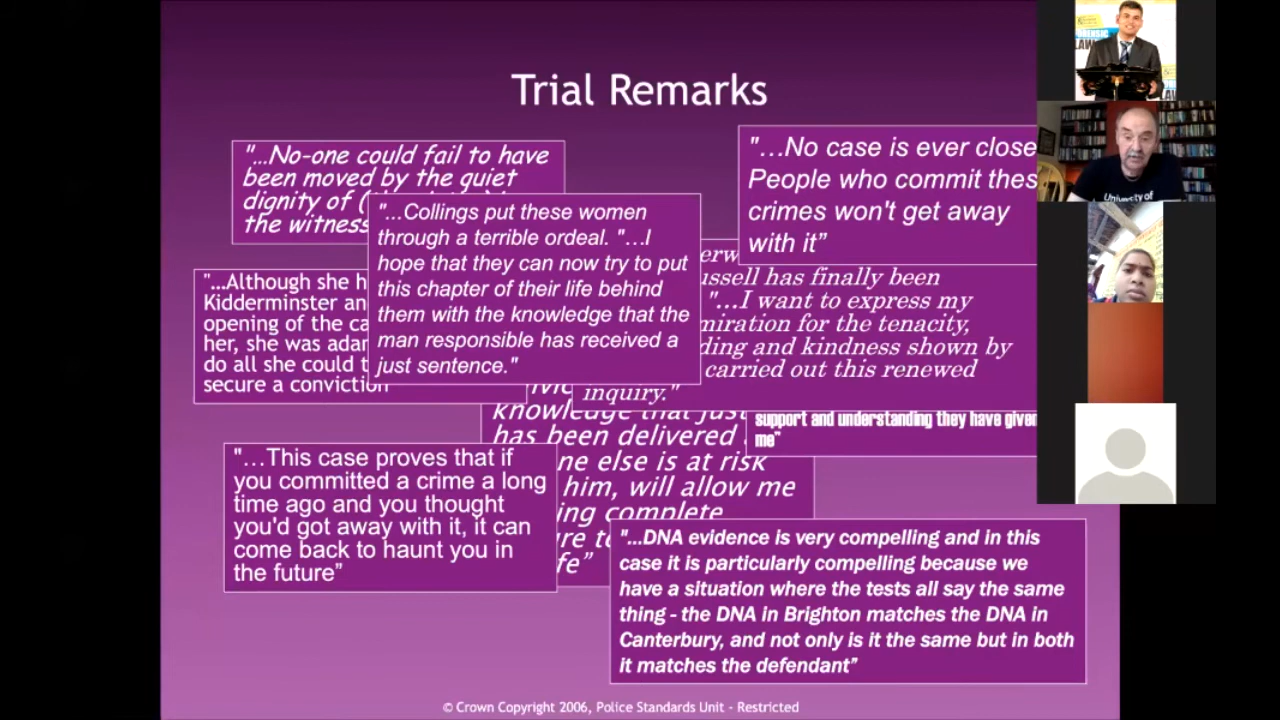 Trial Remarks
"...No-one could fail to have
been moved by the quiet
dignity of
the witness
"...Collings put these women
through a terrible ordeal. "...I
hope that they can now try to put
this chapter of their life behind
them with the knowledge that the
man responsible has received a
just sentence."
"...No case is ever close
People who commit thes
crimes won't get away
with it”
"...Although she h
Kidderminster an
opening of the ca
her, she was adar
do all she could t
secure a conviction
ussell has finally been
"...I want to express my
miration for the tenacity,
ding and kindness shown by
carried out this renewed
inquiry."
knowledge that just
has been delivered
ne else is at risk
him, will allow me
ing complete
fe”
support and understanding they have given
me”
"...This case proves that if
you committed a crime a long
time ago and you thought
you'd got away with it, it can
come back to haunt you in
the future”
"...DNA evidence is very compelling and in this
case it is particularly compelling because we
have a situation where the tests all say the same
thing - the DNA in Brighton matches the DNA in
Canterbury, and not only is it the same but in both
it matches the defendant”
© Crown Copyright 2006, Police Standards Unit - Restricted
LAW
University of